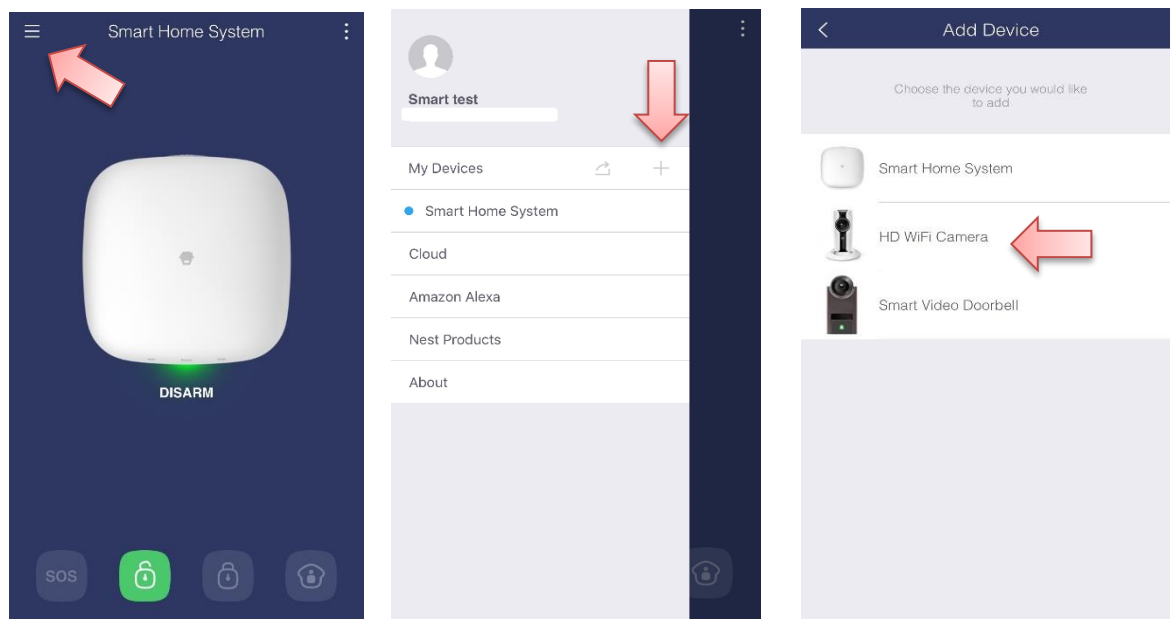 Smart Home System
DISARM
SOS
Smart test
My Devices
Smart Home System
Cloud
Amazon Alexa
Nest Products
About
Add Device
Choose the device you would like
to add
Smart Home System
HD WiFi Camera
Smart Video Doorbell